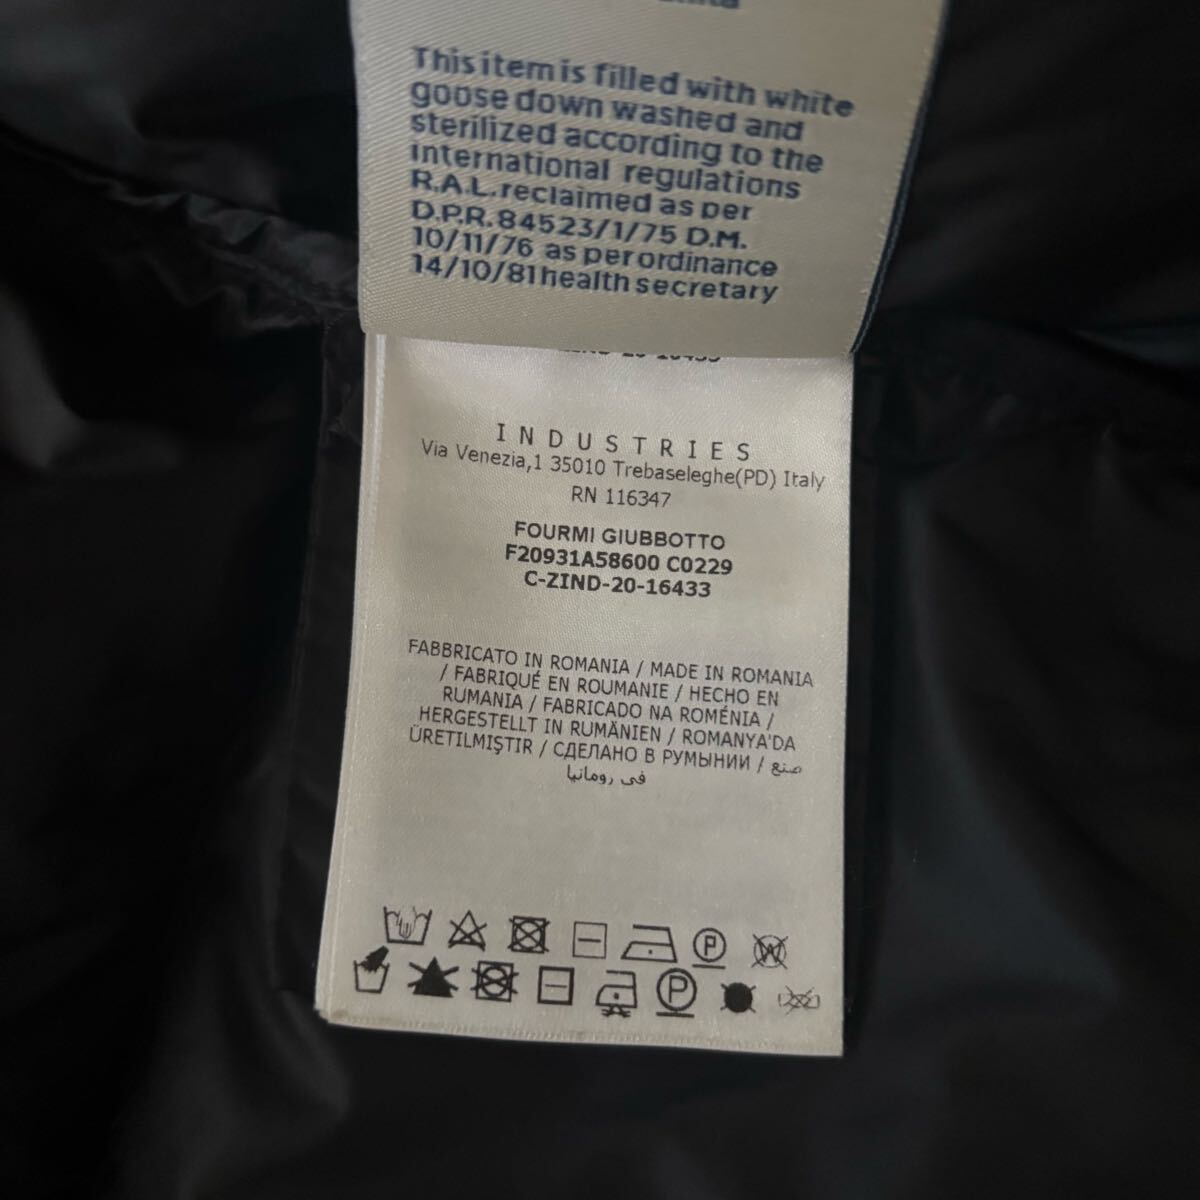 This item is filled with white
goose down washed and
sterilized according to the
international regulations
R.A.L. reclaimed as per
D.P.R. 84523/1/75 D.M.
10/11/76 as per ordinance
14/10/81 health secretary
INDUSTRIES
Via Venezia,1 35010 Trebaseleghe(PD) Italy
RN 116347
FOURMI GIUBBOTTO
F20931A58600 C0229
C-ZIND-20-16433
FABBRICATO IN ROMANIA / MADE IN ROMANIA
/ FABRIQUÉ EN ROUMANIE / HECHO EN
RUMANIA / FABRICADO NA ROMÉNIA /
HERGESTELLT IN RUMÄNIEN / ROMANYA'DA
ÜRETILMIŞTIR / СДЕЛАНО В РУМЫНИИ / صنع
في رومانيا
P W
P